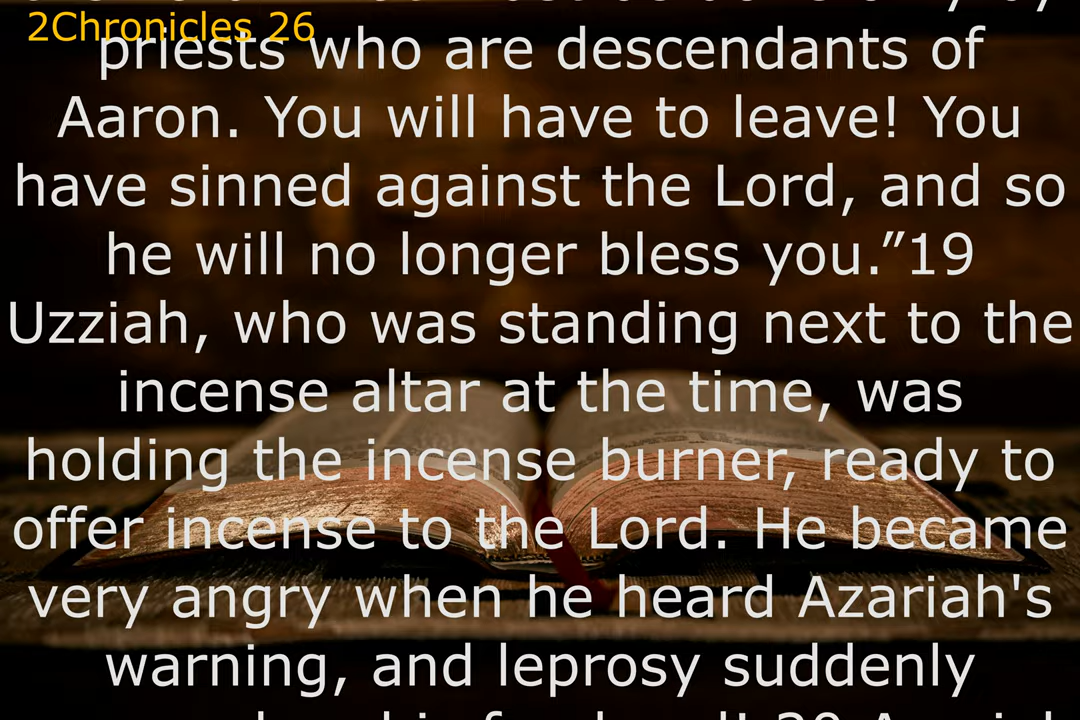 2Chronicles 26
priests who are descendants of
Aaron. You will have to leave! You
have sinned against the Lord, and so
he will no longer bless you.”19
Uzziah, who was standing next to the
incense altar at the time, was
holding the incense burner, ready to
offer incense to the Lord. He became
very angry when he heard Azariah's
warning, and leprosy suddenly